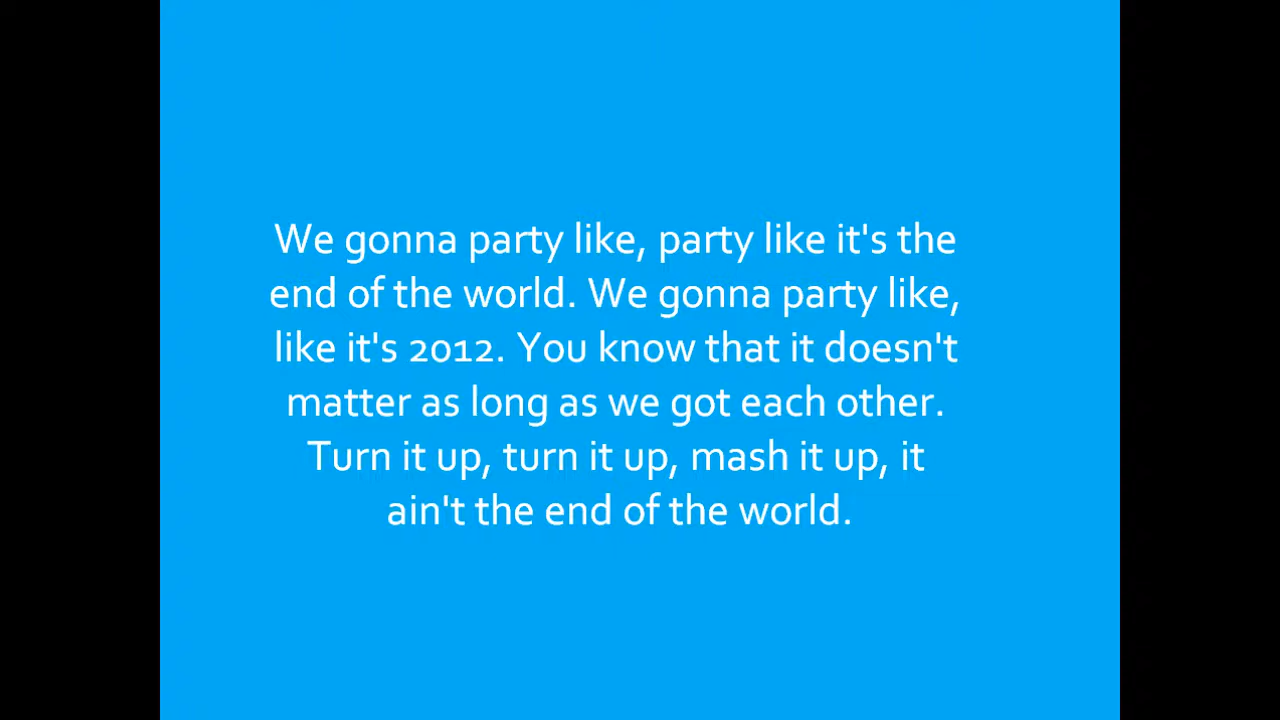 We gonna party like, party like it's the
end of the world. We gonna party like,
like it's 2012. You know that it doesn't
matter as long as we got each other.
Turn it up, turn it up, mash it up, it
ain't the end of the world.